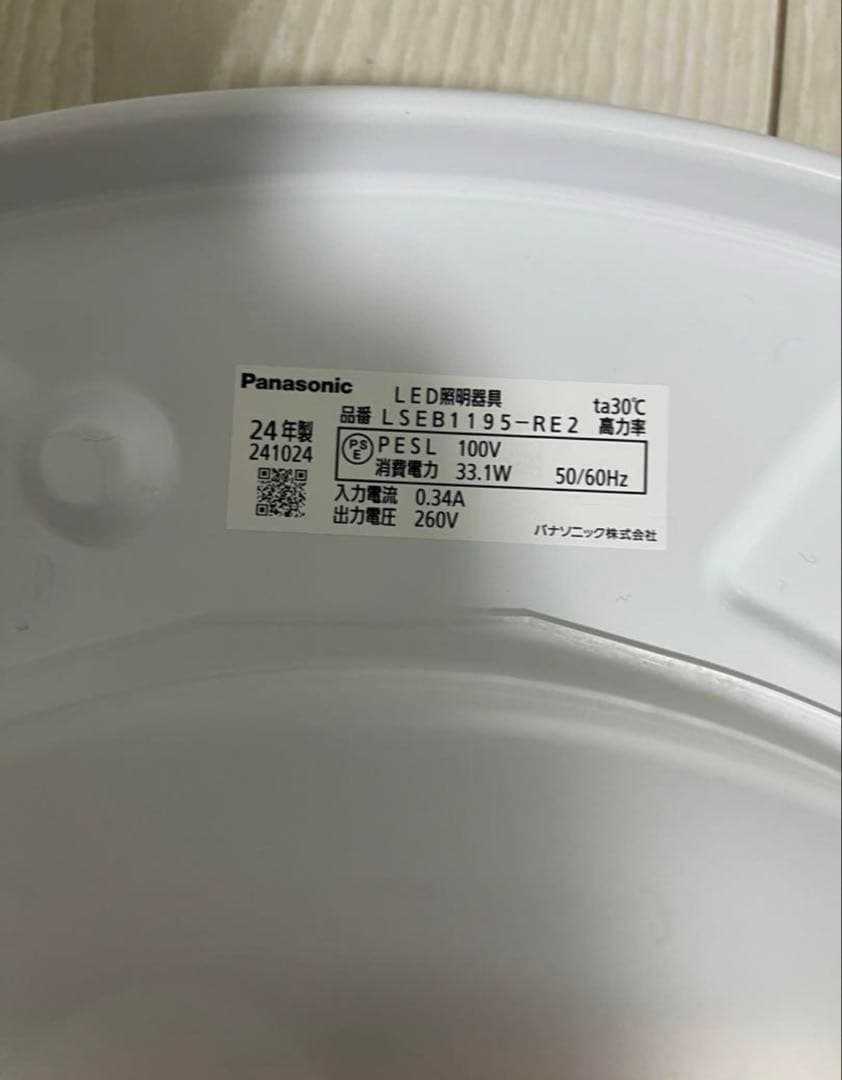 Panasonic
LED照明器具 ta30℃
品番 LSEB1195-RE2 高力率
24年製
241024
PSE PESL 100V
消費電力 33.1W 50/60Hz
入力電流 0.34A
出力電圧 260V
パナソニック株式会社